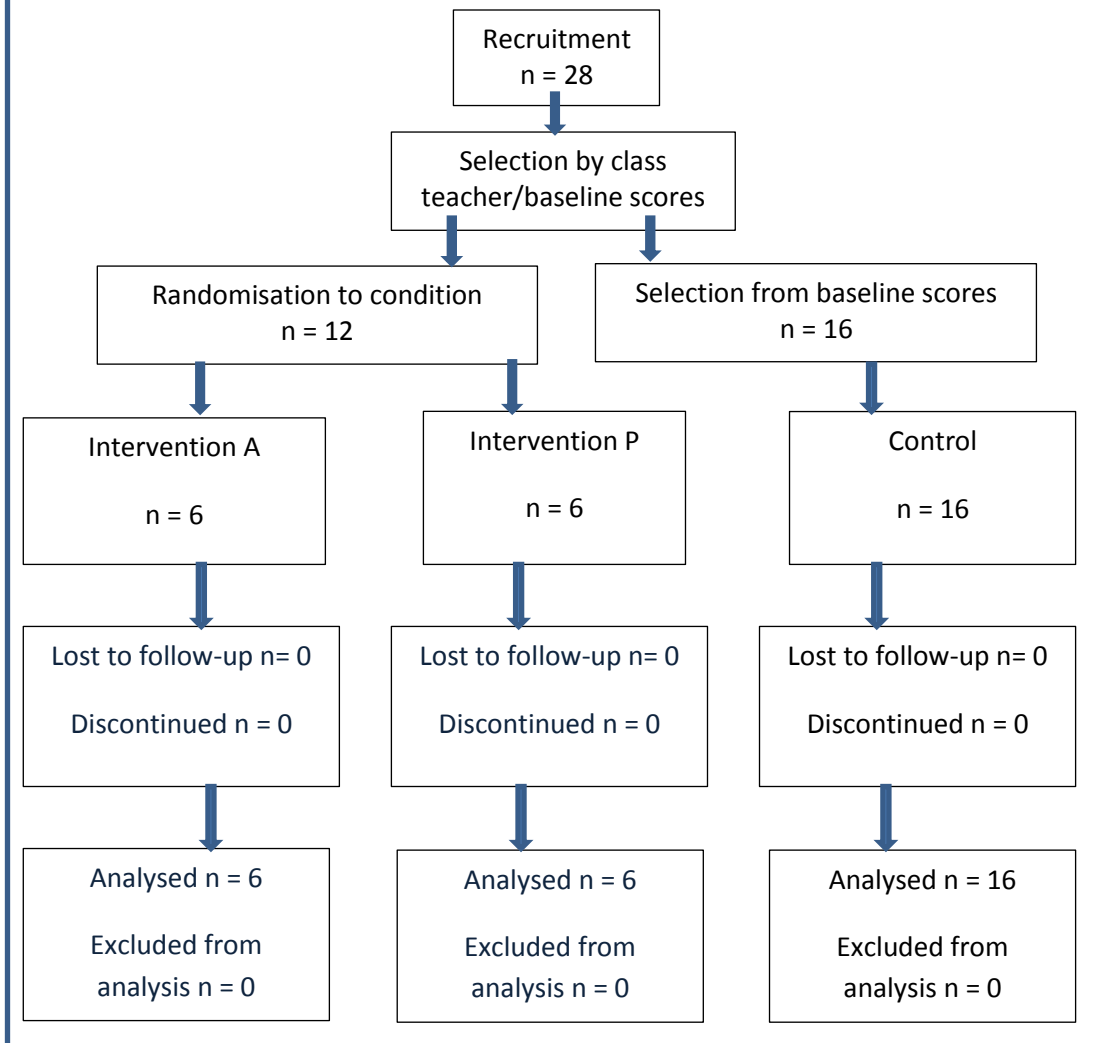 Recruitment
n = 28
Selection by class
teacher/baseline scores
Randomisation to condition
n = 12
Selection from baseline scores
n = 16
Intervention A
n = 6
Intervention P
n = 6
Control
n = 16
Lost to follow-up n= 0
Discontinued n = 0
Lost to follow-up n= 0
Discontinued n = 0
Lost to follow-up n= 0
Discontinued n = 0
Analysed n = 6
Excluded from
analysis n = 0
Analysed n = 6
Excluded from
analysis n = 0
Analysed n = 16
Excluded from
analysis n = 0